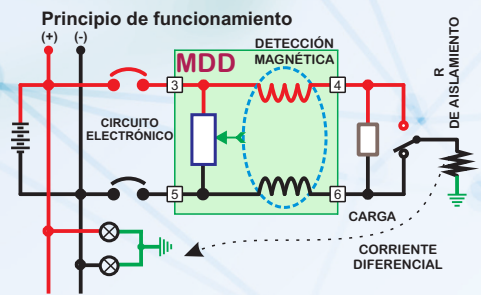 Principio de funcionamiento
(+) (-)
MDD
DETECCIÓN
MAGNÉTICA
3
4
CIRCUITO
ELECTRÓNICO
5
6
CARGA
R
DE AISLAMIENTO
CORRIENTE
DIFERENCIAL